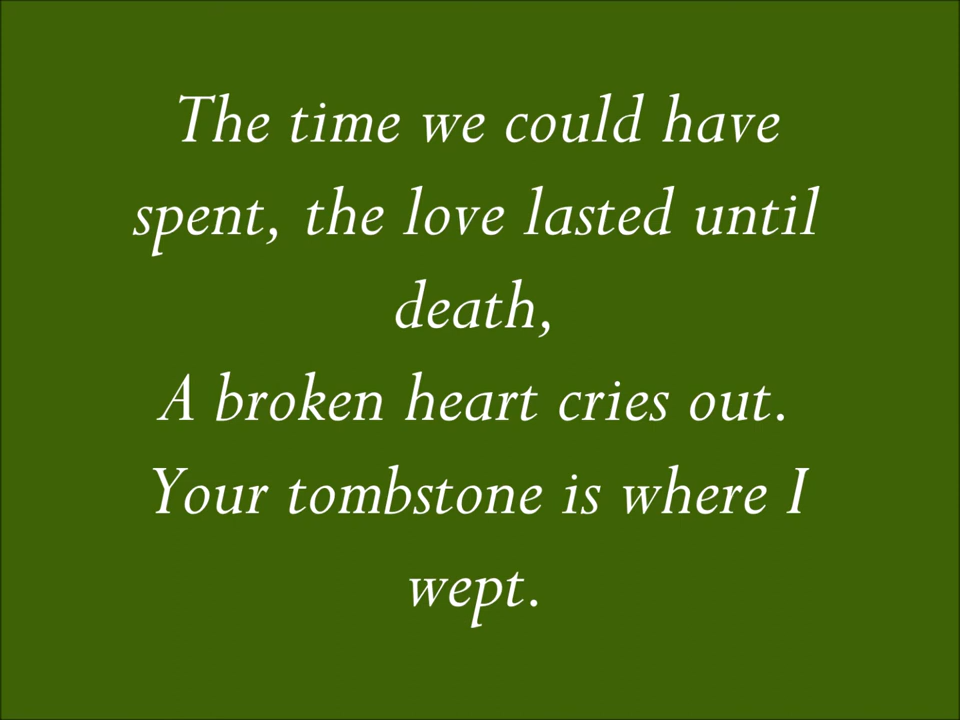 The time we could have
spent, the love lasted until
death,
A broken heart cries out.
Your tombstone is where I
wept.